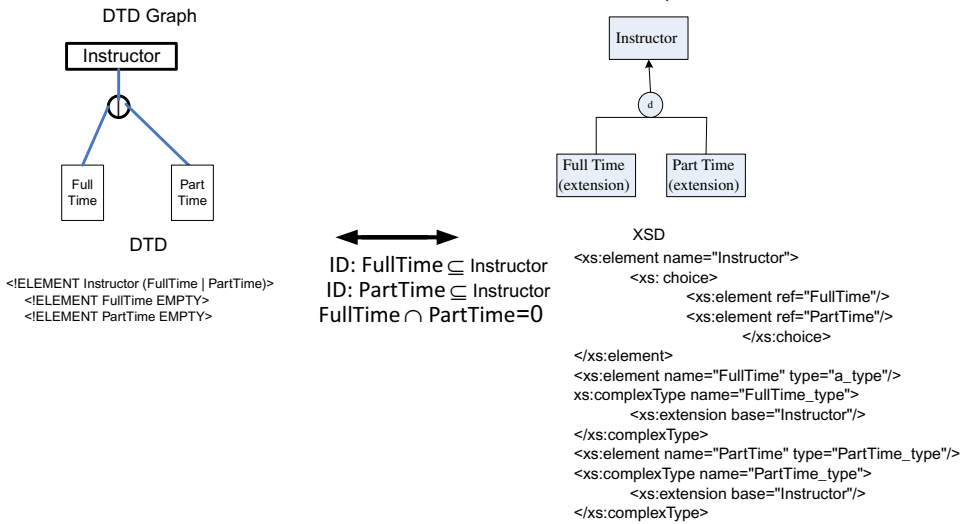 DTD Graph
Instructor
Full
Time
Part
Time
DTD
<!ELEMENT Instructor (FullTime | PartTime)>
<!ELEMENT FullTime EMPTY>
<!ELEMENT PartTime EMPTY>
ID: FullTime ⊆ Instructor
ID: PartTime ⊆ Instructor
FullTime ∩ PartTime=0
Instructor
d
Full Time
(extension)
Part Time
(extension)
XSD
<xs:element name="Instructor">
<xs: choice>
<xs:element ref="FullTime"/>
<xs:element ref="PartTime"/>
</xs:choice>
</xs:element>
<xs:element name="FullTime" type="a_type"/>
xs:complexType name="FullTime_type">
<xs:extension base="Instructor"/>
</xs:complexType>
<xs:element name="PartTime" type="PartTime_type"/>
<xs:complexType name="PartTime_type">
<xs:extension base="Instructor"/>
</xs:complexType>